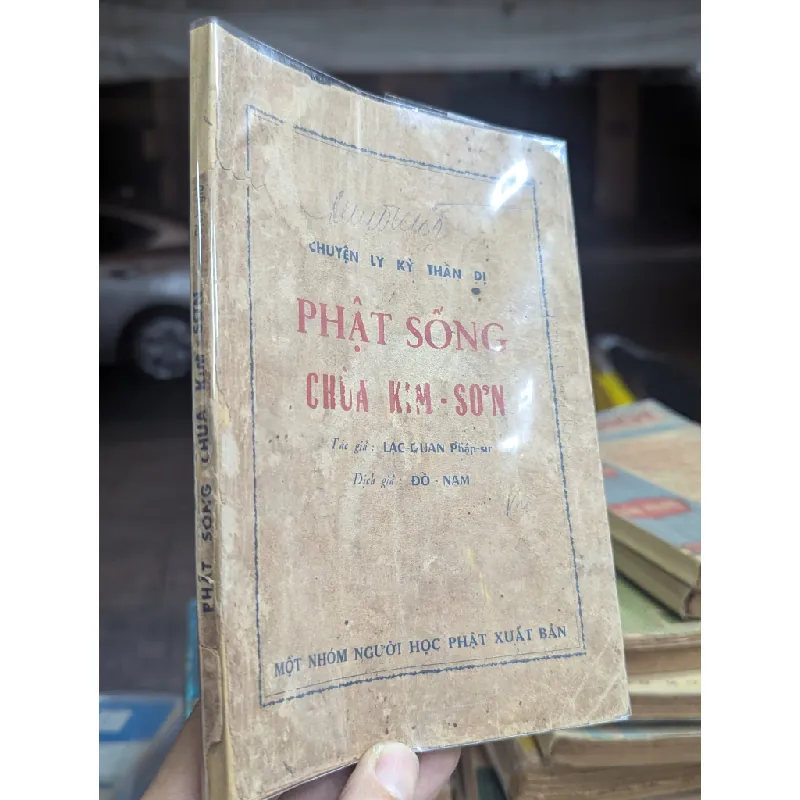 CHUYỆN LY KỲ THẦN DỊ
PHẬT SỐNG
CHÙA KIM - SƠN
Tác giả : LẠC-QUAN Pháp-sư
Dịch giả : ĐỒ - NAM
MỘT NHÓM NGƯỜI HỌC PHẬT XUẤT BẢN
PHẬT SỐNG CHÙA KIM SƠN